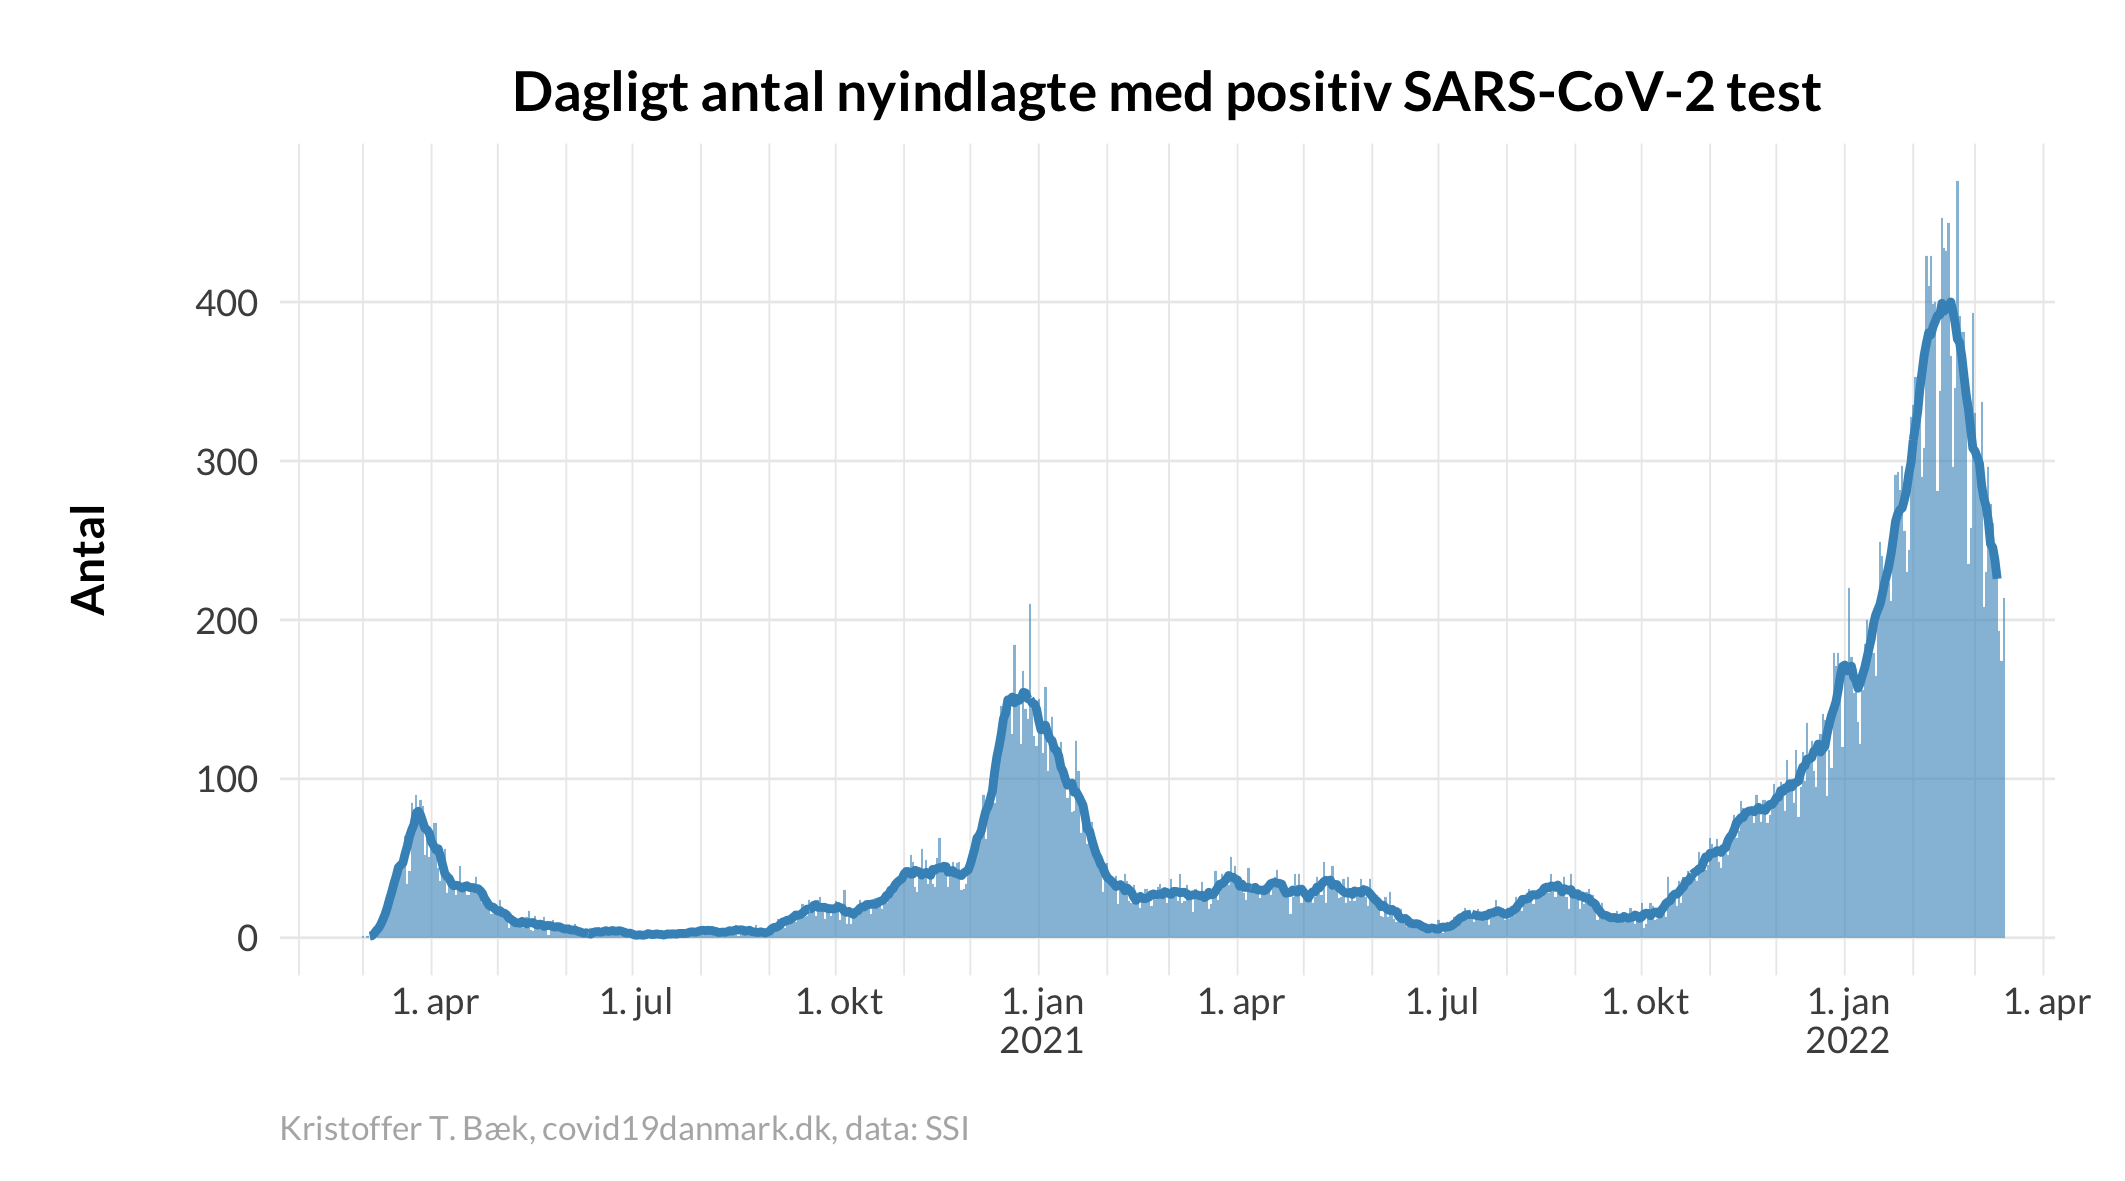 Dagligt antal nyindlagte med positiv SARS-CoV-2 test
Antal
400
300
200
100
0
1. apr
1. jul
1. okt
1. jan
2021
1. apr
1. jul
1. okt
1. jan
2022
1. apr
Kristoffer T. Bæk, covid19danmark.dk, data: SSI